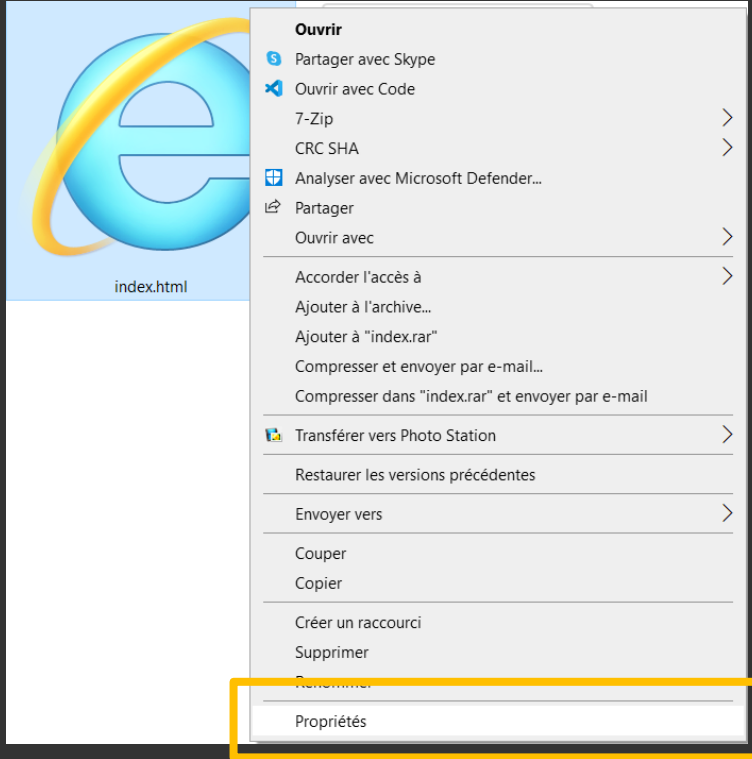 Ouvrir
Partager avec Skype
Ouvrir avec Code
7-Zip
CRC SHA
Analyser avec Microsoft Defender...
Partager
Ouvrir avec
index.html
Accorder l'accès à
Ajouter à l'archive...
Ajouter à "index.rar"
Compresser et envoyer par e-mail...
Compresser dans "index.rar" et envoyer par e-mail
Transférer vers Photo Station
Restaurer les versions précédentes
Envoyer vers
Couper
Copier
Créer un raccourci
Supprimer
Renommer
Propriétés